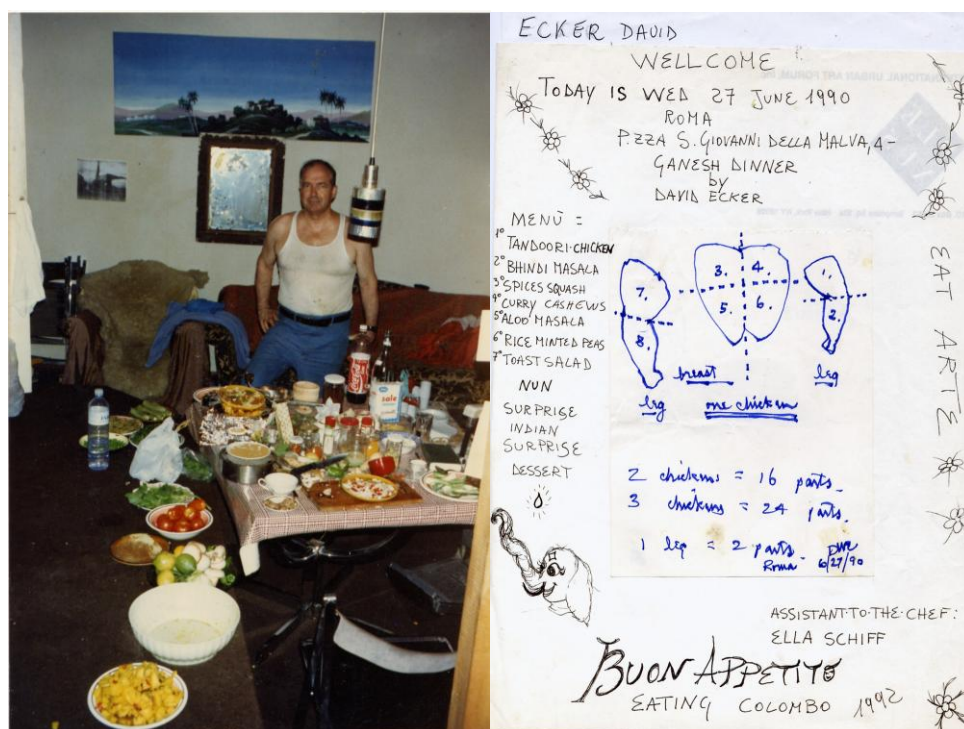 Coca-Cola
sale
ECKER, DAVID
WELLCOME
TODAY IS WED 27 JUNE 1990
ROMA
P.ZZA S. GIOVANNI DELLA MALVA, 4-
GANESH DINNER
by
DAVID ECKER
MENÙ =
1° TANDOORI-CHICKEN
2° BHINDI MASALA
3° SPICES SQUASH
4° CURRY CASHEWS
5° ALOO MASALA
6° RICE MINTED PEAS
7° TOAST SALAD
NUN
SURPRISE
INDIAN
SURPRISE
DESSERT
7.
8.
3.
4.
5.
6.
1.
2.
breast
leg
leg
one chicken
2 chickens = 16 parts.
3 chickens = 24 parts.
1 leg = 2 parts.
Roma 6/27/90
EAT ARTE
ASSISTANT·TO·THE·CHEF:
ELLA SCHIFF
BUON APPETITO
EATING COLOMBO 1992